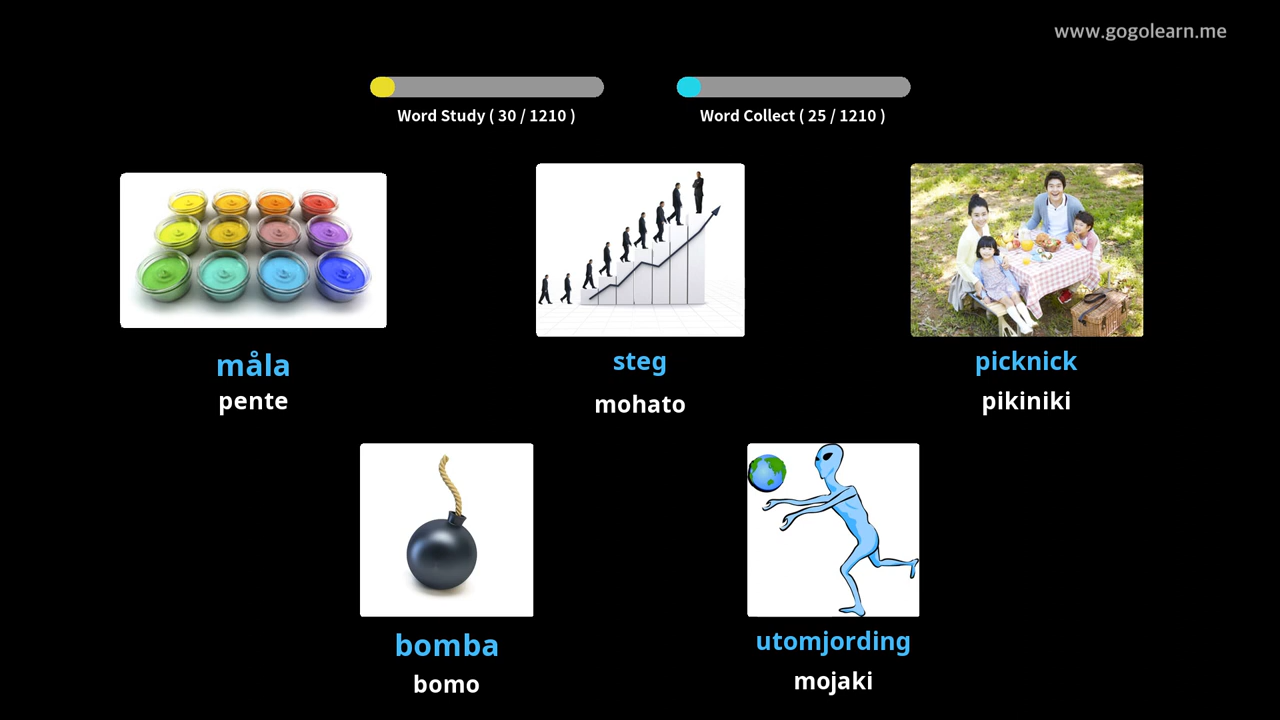 www.gogolearn.me
Word Study ( 30 / 1210 )
Word Collect ( 25 / 1210 )
måla
pente
steg
mohato
picknick
pikiniki
bomba
bomo
utomjording
mojaki